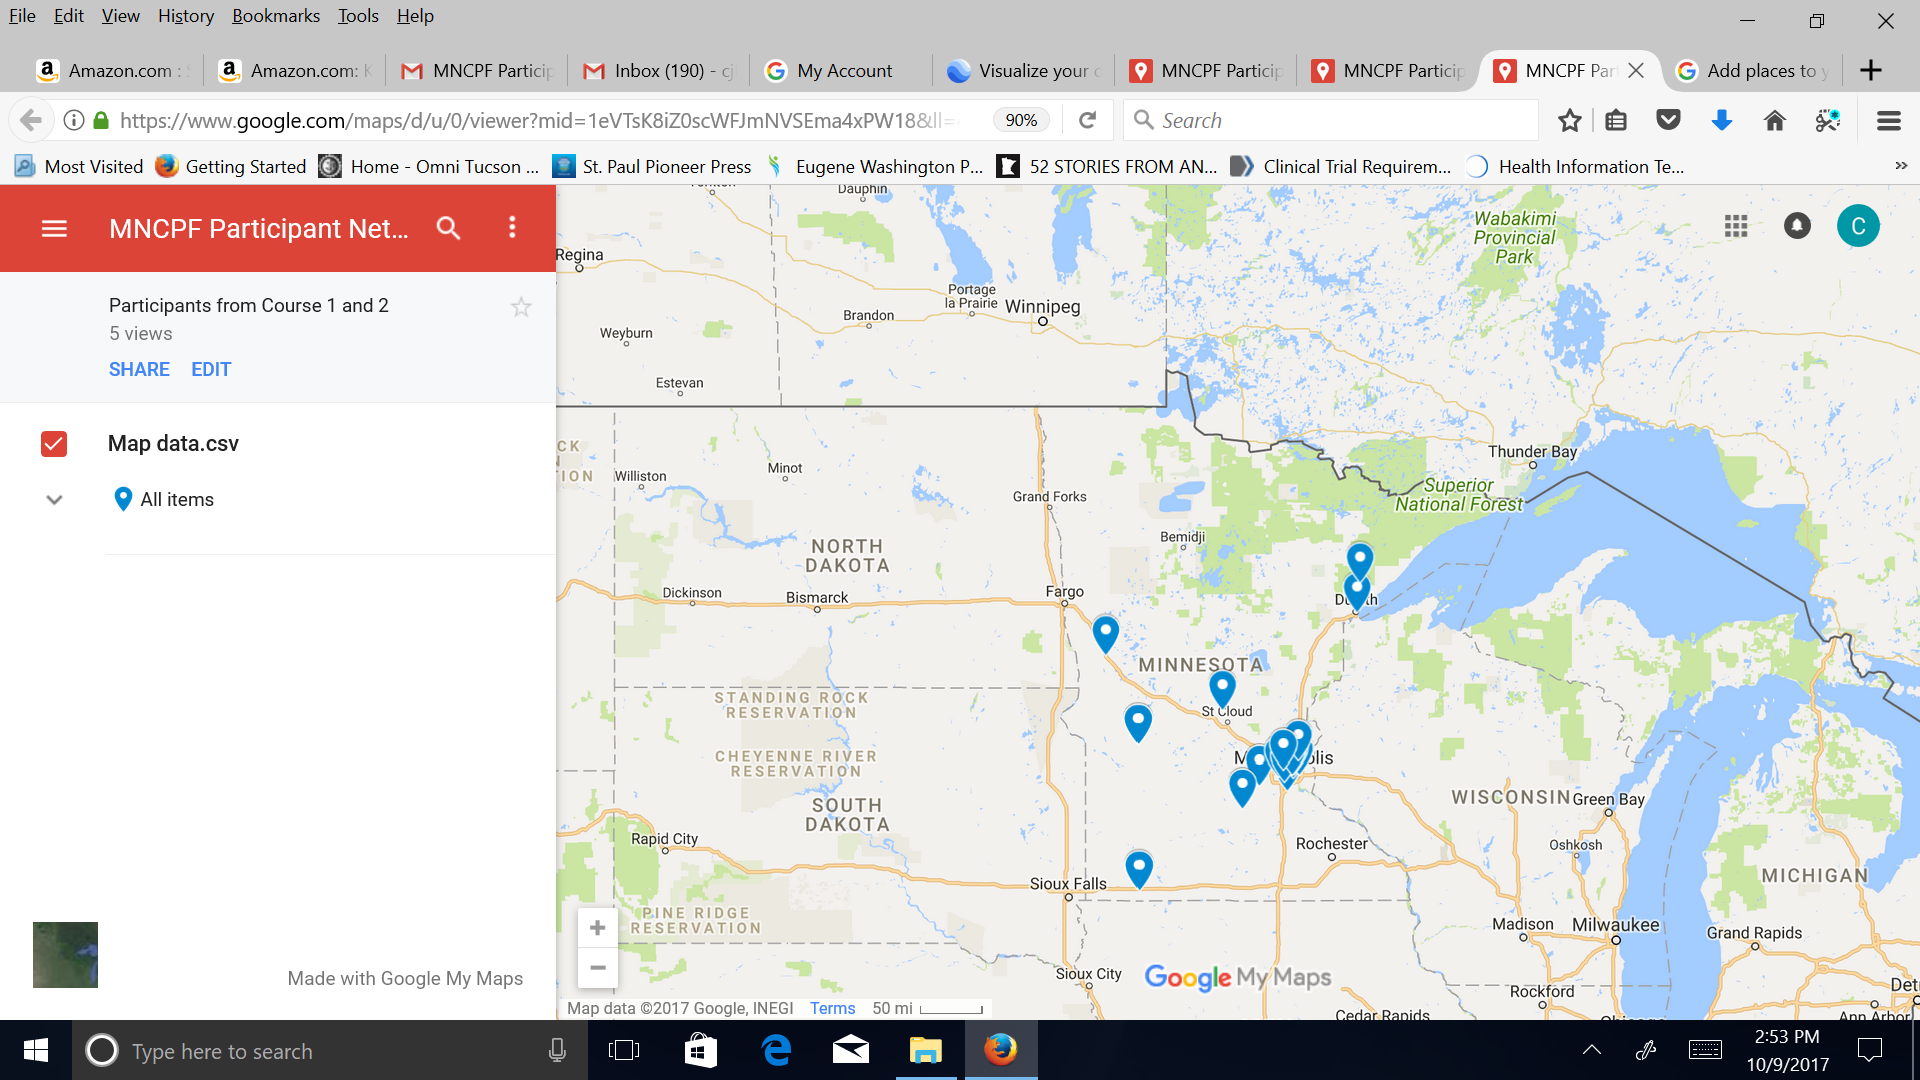 File Edit View History Bookmarks Tools Help
Amazon.com : Amazon.com: MNCPF Particip Inbox (190) - cj My Account Visualize your MNCPF Particip MNCPF Particip MNCPF Par Add places to y
https://www.google.com/maps/d/u/0/viewer?mid=1eVTsK8iZ0scWFJmNVSEma4xPW18&ll= 90% Search
Most Visited Getting Started Home - Omni Tucson ... St. Paul Pioneer Press Eugene Washington P... 52 STORIES FROM AN... Clinical Trial Requirem... Health Information Te... »
MNCPF Participant Net...
Participants from Course 1 and 2
5 views
SHARE EDIT
Map data.csv
All items
Made with Google My Maps
C
Dauphin
Wabakimi
Provincial
Park
Regina
Portage
la Prairie
Winnipeg
Brandon
Weyburn
Estevan
Thunder Bay
CK
ION
Williston
Minot
Grand Forks
Superior
National Forest
Bemidji
NORTH
DAKOTA
Dickinson
Bismarck
Fargo
MINNESOTA
STANDING ROCK
RESERVATION
St Cloud
CHEYENNE RIVER
RESERVATION
SOUTH
DAKOTA
WISCONSIN
Green Bay
Rapid City
Rochester
Oshkosh
Sioux Falls
MICHIGAN
PINE RIDGE
RESERVATION
Madison
Milwaukee
Grand Rapids
Sioux City
Google My Maps
Rockford
Det
Ann Arbor
Cedar Rapids
Map data ©2017 Google, INEGI Terms 50 mi
Type here to search
2:53 PM
10/9/2017